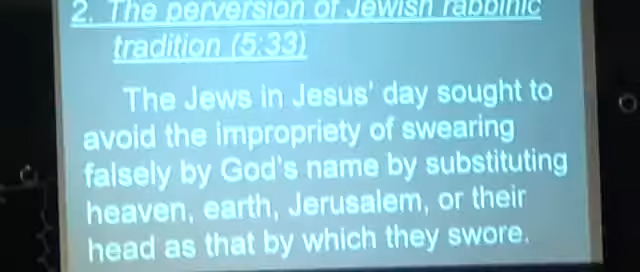 2. The perversion of Jewish rabbinic
tradition (5:33)
The Jews in Jesus' day sought to
avoid the impropriety of swearing
falsely by God's name by substituting
heaven, earth, Jerusalem, or their
head as that by which they swore.